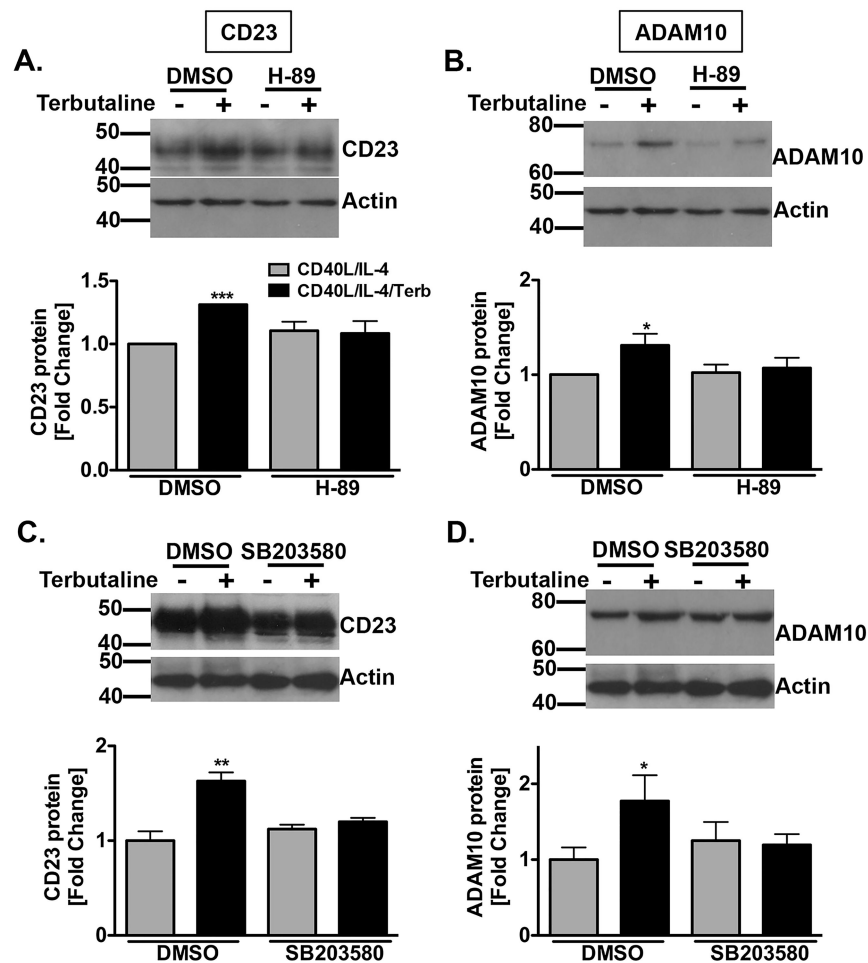 CD23
ADAM10
A.
DMSO H-89
Terbutaline - + - +
50
40
CD23
50
40
Actin
CD40L/IL-4
CD40L/IL-4/Terb
CD23 protein
[Fold Change]
1.5
1.0
0.5
0.0
***
DMSO H-89
B.
DMSO H-89
Terbutaline - + - +
80
60
ADAM10
50
40
Actin
ADAM10 protein
[Fold Change]
2
1
0
*
DMSO H-89
C.
DMSO SB203580
Terbutaline - + - +
50
40
CD23
50
40
Actin
CD23 protein
[Fold Change]
2
1
0
**
DMSO SB203580
D.
DMSO SB203580
Terbutaline - + - +
80
60
ADAM10
50
40
Actin
ADAM10 protein
[Fold Change]
2
1
0
*
DMSO SB203580